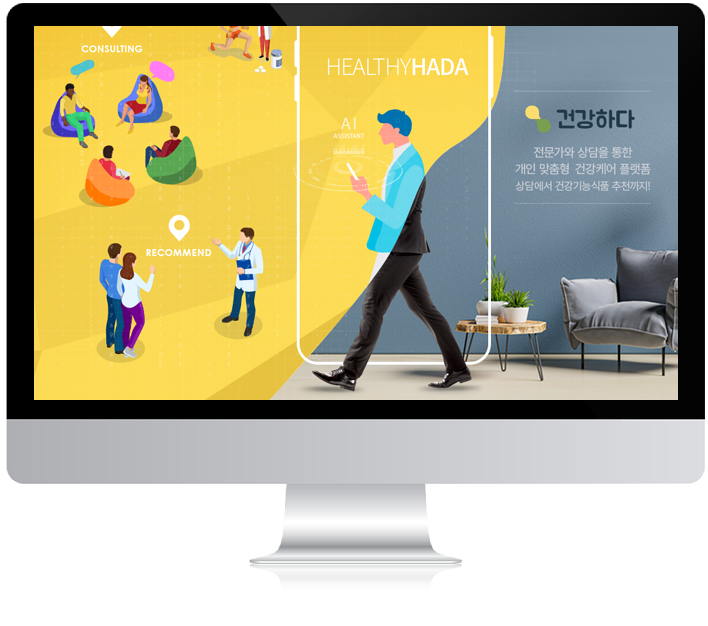 CONSULTING
HEALTHYHADA
AI
ASSISTANT
건강하다
전문가와 상담을 통한
개인 맞춤형 건강케어 플랫폼
상담에서 건강기능식품 추천까지!
RECOMMEND